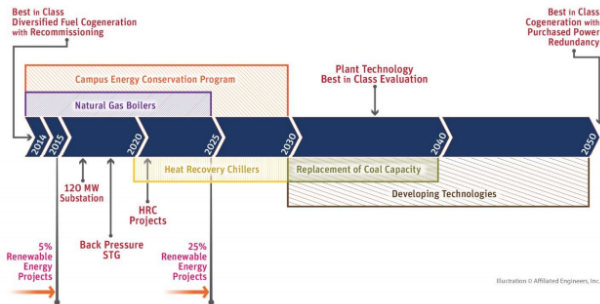 Best in Class
Diversified Fuel Cogeneration
with Recommissioning
Best in Class
Cogeneration with
Purchased Power
Redundancy
Campus Energy Conservation Program
Plant Technology
Best in Class Evaluation
Natural Gas Boilers
2014
2015
2020
2025
2030
2040
2050
Heat Recovery Chillers
Replacement of Coal Capacity
Developing Technologies
120 MW
Substation
HRC
Projects
Back Pressure
STG
5%
Renewable
Energy
Projects
25%
Renewable
Energy
Projects
Illustration © Affiliated Engineers, Inc.